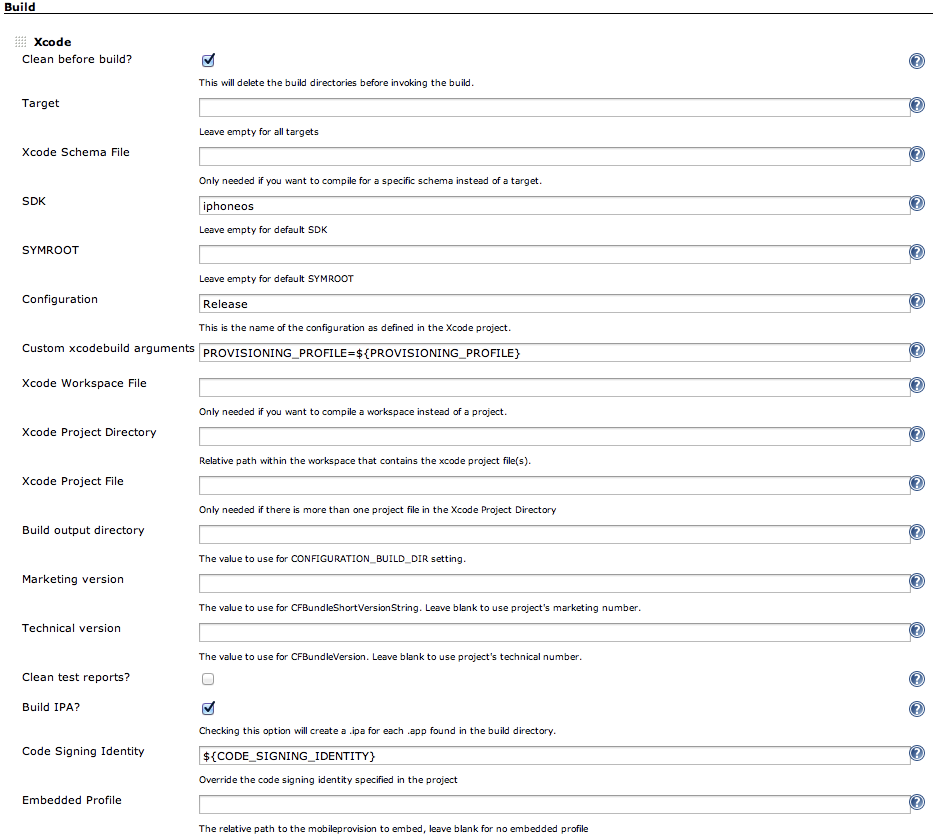 Build
Xcode
Clean before build?
This will delete the build directories before invoking the build.
Target
Leave empty for all targets
Xcode Schema File
Only needed if you want to compile for a specific schema instead of a target.
SDK
iphoneos
Leave empty for default SDK
SYMROOT
Leave empty for default SYMROOT
Configuration
Release
This is the name of the configuration as defined in the Xcode project.
Custom xcodebuild arguments PROVISIONING_PROFILE=${PROVISIONING_PROFILE}
Xcode Workspace File
Only needed if you want to compile a workspace instead of a project.
Xcode Project Directory
Relative path within the workspace that contains the xcode project file(s).
Xcode Project File
Only needed if there is more than one project file in the Xcode Project Directory
Build output directory
The value to use for CONFIGURATION_BUILD_DIR setting.
Marketing version
The value to use for CFBundleShortVersionString. Leave blank to use project's marketing number.
Technical version
The value to use for CFBundleVersion. Leave blank to use project's technical number.
Clean test reports?
Build IPA?
Checking this option will create a .ipa for each .app found in the build directory.
Code Signing Identity
${CODE_SIGNING_IDENTITY}
Override the code signing identity specified in the project
Embedded Profile
The relative path to the mobileprovision to embed, leave blank for no embedded profile